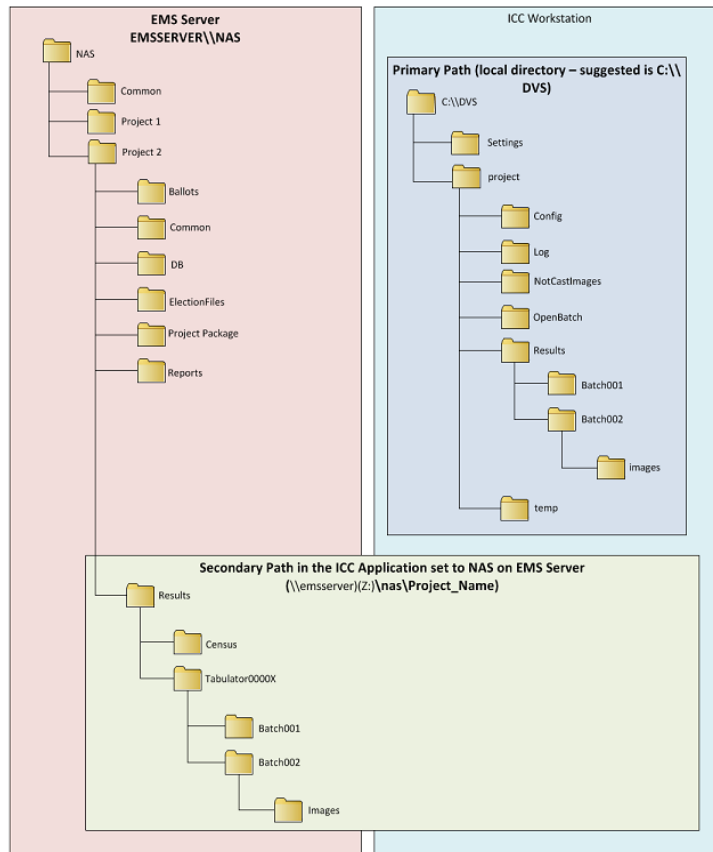 EMS Server
EMSSERVER\\NAS
NAS
Common
Project 1
Project 2
Ballots
Common
DB
ElectionFiles
Project Package
Reports
ICC Workstation
Primary Path (local directory – suggested is C:\\
DVS)
C:\\DVS
Settings
project
Config
Log
NotCastImages
OpenBatch
Results
Batch001
Batch002
images
temp
Secondary Path in the ICC Application set to NAS on EMS Server
(\\emsserver)(Z:)\nas\Project_Name)
Results
Census
Tabulator0000X
Batch001
Batch002
Images